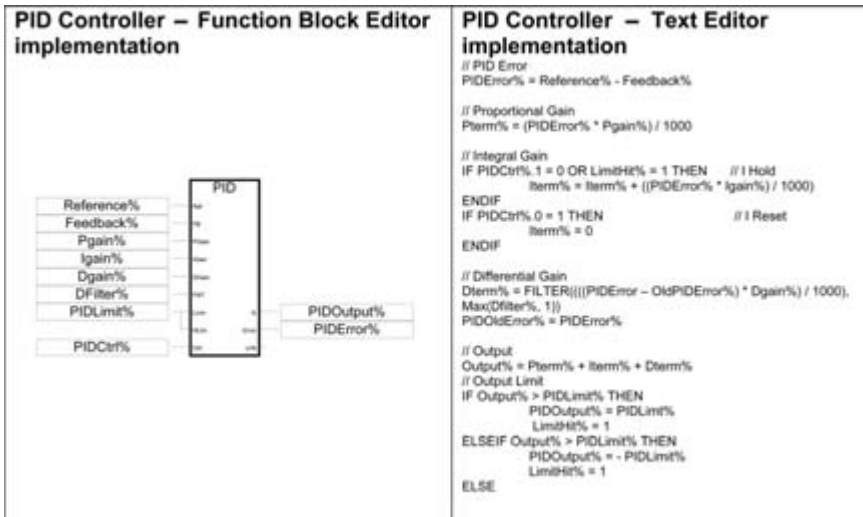 PID Controller – Function Block Editor
implementation
PID
Reference%
Feedback%
Pgain%
Igain%
Dgain%
DFilter%
PIDLimit%
PIDCtrl%
PIDOutput%
PIDError%
PID Controller – Text Editor
implementation
// PID Error
PIDError% = Reference% - Feedback%
// Proportional Gain
Pterm% = (PIDError% * Pgain%) / 1000
// Integral Gain
IF PIDCtrl%.1 = 0 OR LimitHit% = 1 THEN // I Hold
Iterm% = Iterm% + ((PIDError% * Igain%) / 1000)
ENDIF
IF PIDCtrl%.0 = 1 THEN // I Reset
Iterm% = 0
ENDIF
// Differential Gain
Dterm% = FILTER((((PIDError – OldPIDError%) * Dgain%) / 1000),
Max(Dfilter%, 1))
PIDOldError% = PIDError%
// Output
Output% = Pterm% + Iterm% + Dterm%
// Output Limit
IF Output% > PIDLimit% THEN
PIDOutput% = PIDLimt%
LimitHit% = 1
ELSEIF Output% > PIDLimit% THEN
PIDOutput% = - PIDLimit%
LimitHit% = 1
ELSE